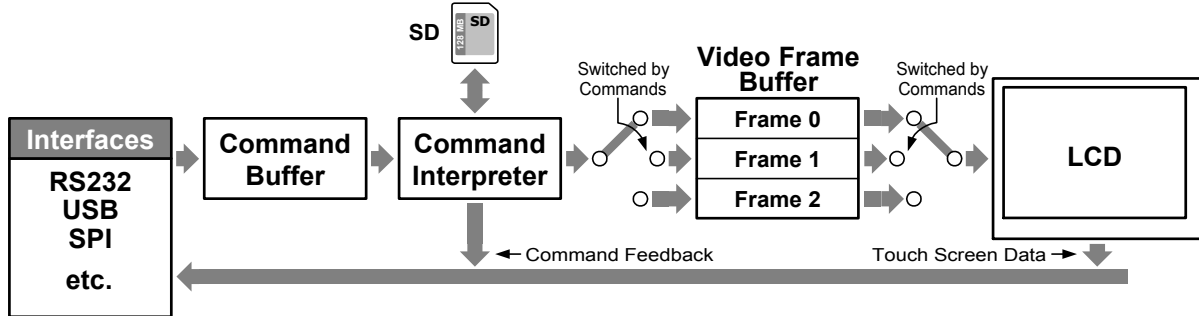 SD
128 MB
SD
Interfaces
RS232
USB
SPI
etc.
Command
Buffer
Command
Interpreter
Switched by
Commands
Video Frame
Buffer
Frame 0
Frame 1
Frame 2
Switched by
Commands
LCD
Command Feedback
Touch Screen Data